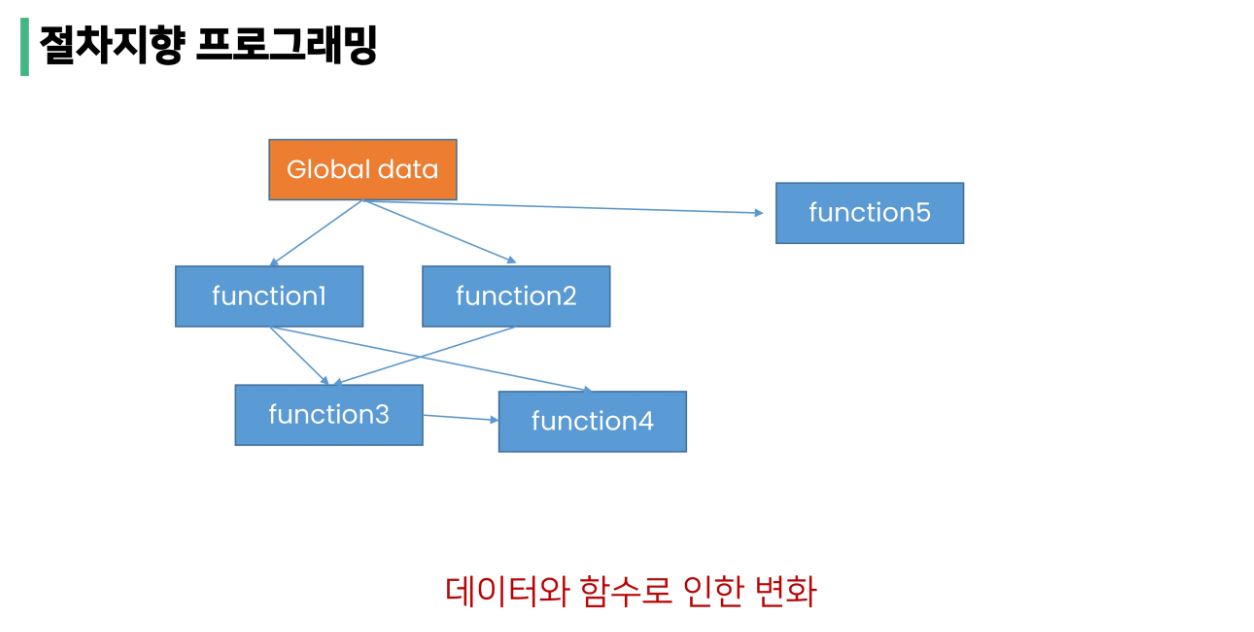 절차지향 프로그래밍
Global data
function5
function1
function2
function3
function4
데이터와 함수로 인한 변화